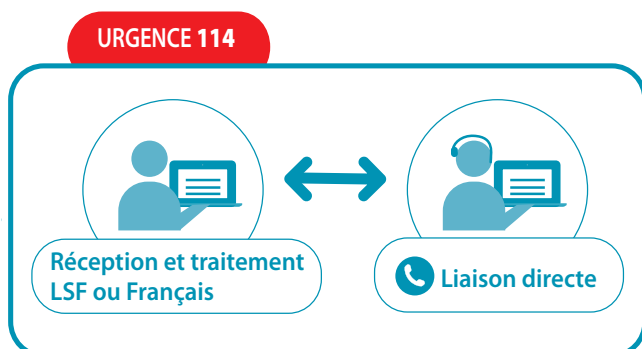 URGENCE 114
Réception et traitement
LSF ou Français
Liaison directe